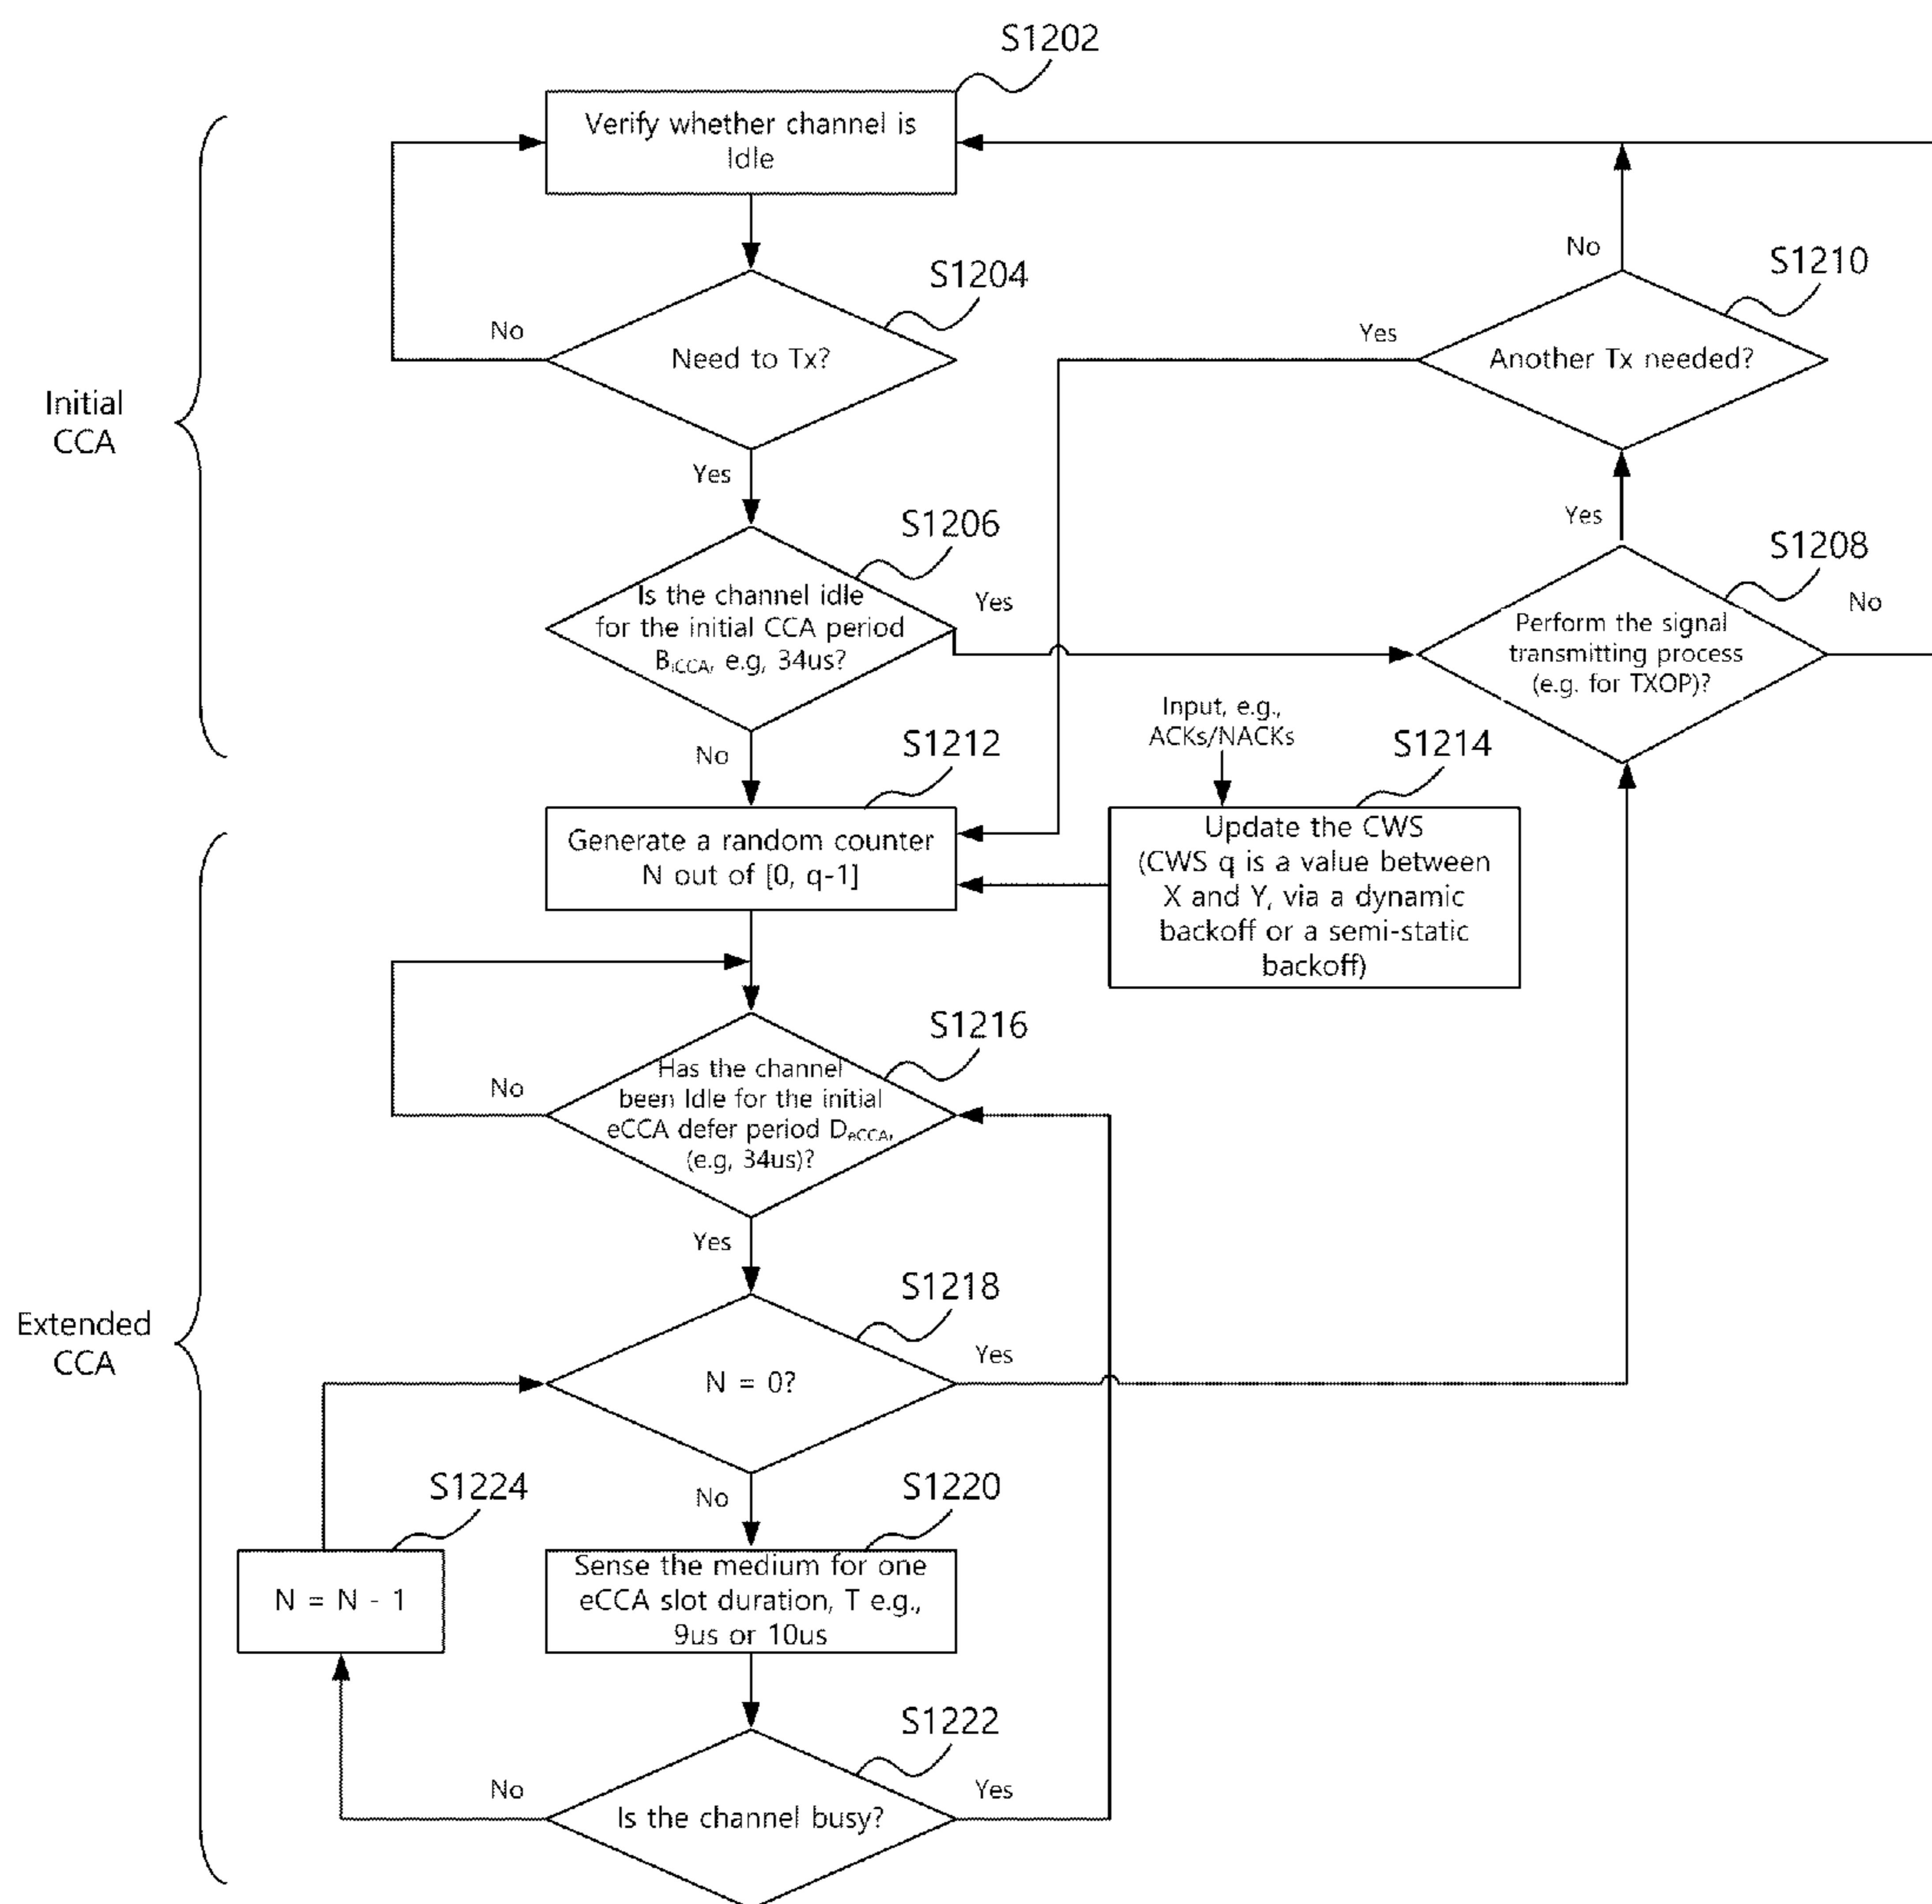 S1202
Verify whether channel is
Idle
S1204
No
Need to Tx?
Yes
S1210
No
Yes
Another Tx needed?
Initial
CCA
S1206
Is the channel idle
for the initial CCA period
BiCCA, e.g, 34us?
Yes
No
Yes
S1208
No
Perform the signal
transmitting process
(e.g. for TXOP)?
Input, e.g.,
ACKs/NACKs
S1212
Generate a random counter
N out of [0, q-1]
S1214
Update the CWS
(CWS q is a value between
X and Y, via a dynamic
backoff or a semi-static
backoff)
S1216
No
Has the channel
been Idle for the initial
eCCA defer period DeCCA,
(e.g, 34us)?
Yes
Extended
CCA
S1218
N = 0?
Yes
No
S1224
N = N - 1
S1220
Sense the medium for one
eCCA slot duration, T e.g.,
9us or 10us
S1222
No
Is the channel busy?
Yes